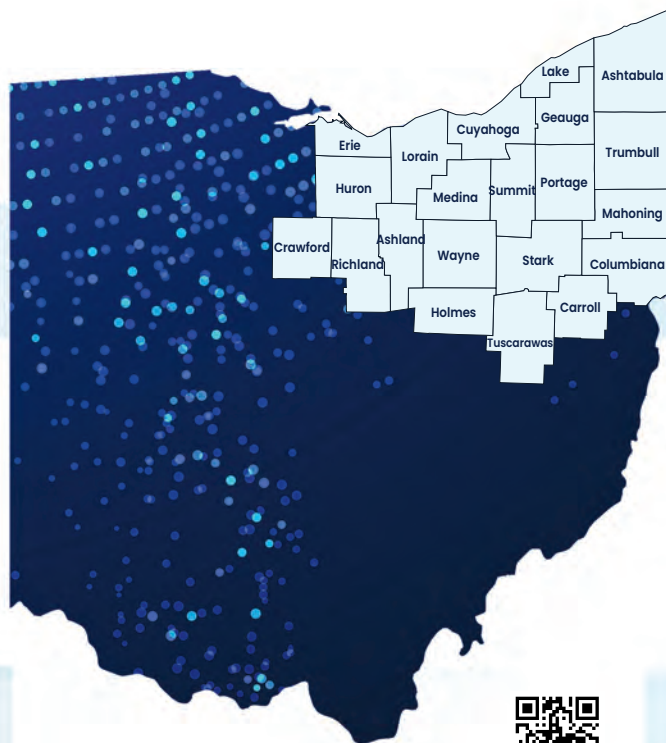 Lake
Ashtabula
Geauga
Cuyahoga
Erie
Lorain
Trumbull
Huron
Medina
Summit
Portage
Mahoning
Crawford
Richland
Ashland
Wayne
Stark
Columbiana
Holmes
Carroll
Tuscarawas